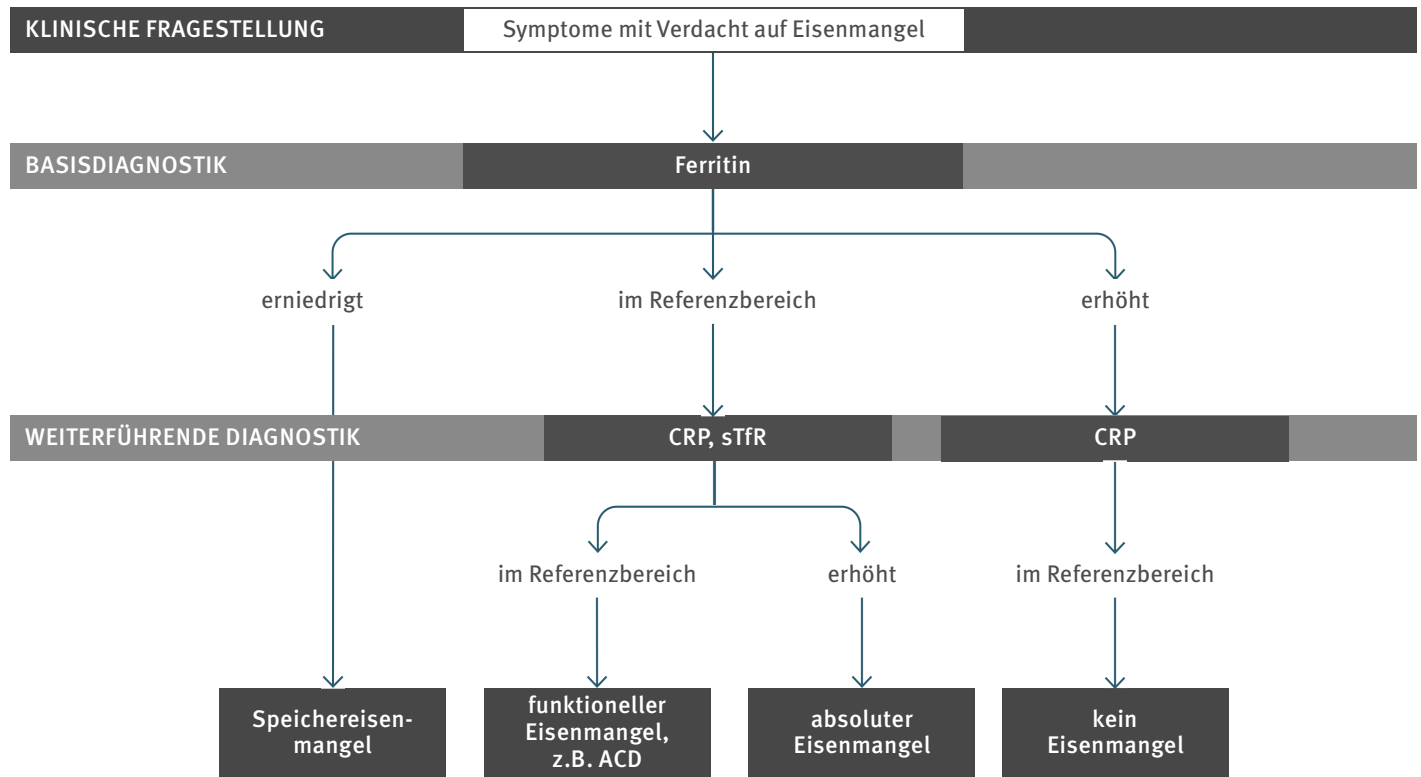 KLINISCHE FRAGESTELLUNG
Symptome mit Verdacht auf Eisenmangel
BASISDIAGNOSTIK
Ferritin
erniedrigt
im Referenzbereich
erhöht
WEITERFÜHRENDE DIAGNOSTIK
CRP, sTfR
CRP
im Referenzbereich
erhöht
im Referenzbereich
Speichereisen-
mangel
funktioneller
Eisenmangel,
z.B. ACD
absoluter
Eisenmangel
kein
Eisenmangel